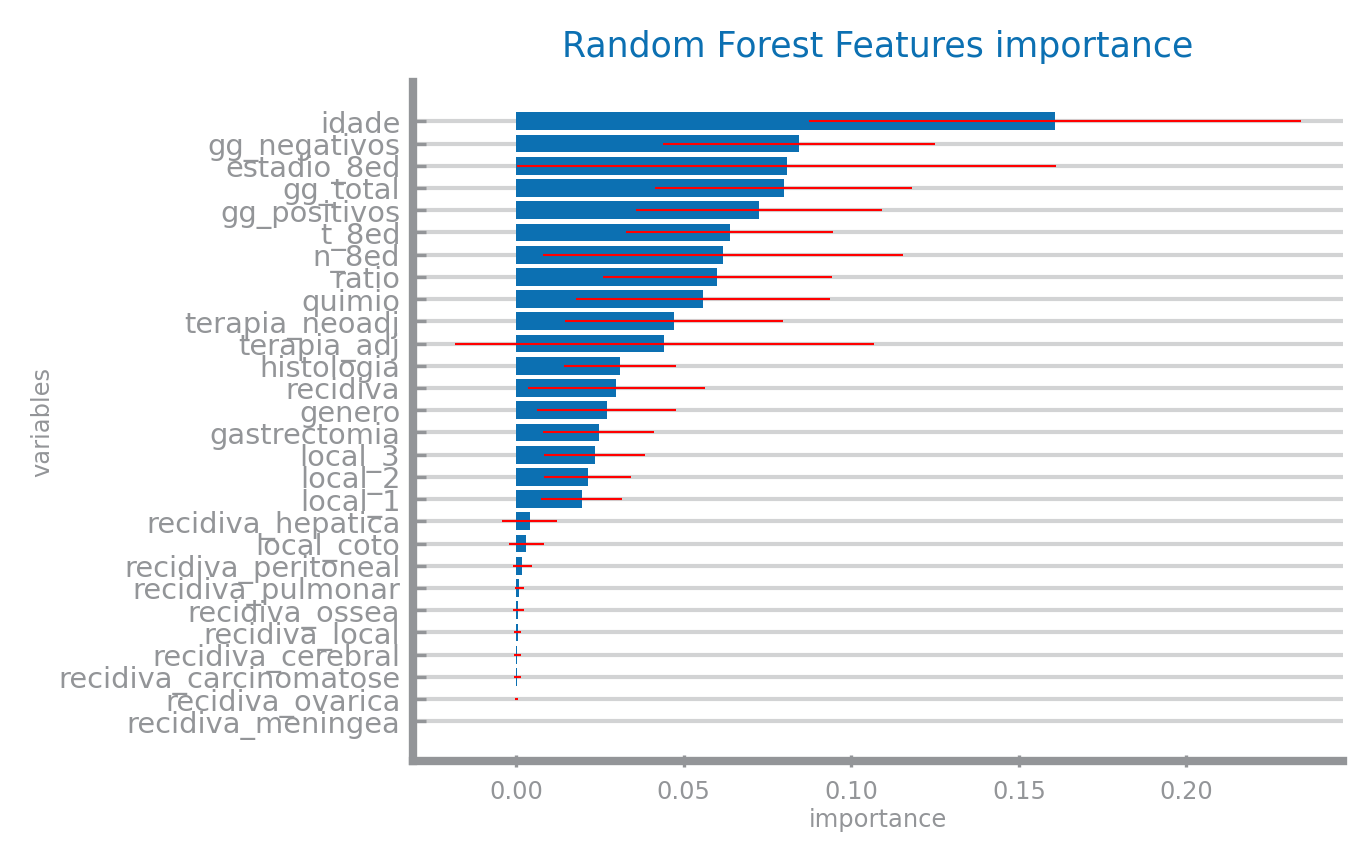 Random Forest Features importance
idade
gg_negativos
estadio_8ed
gg_total
gg_positivos
t_8ed
n_8ed
ratio
quimio
terapia_neoadj
terapia_adj
histologia
recidiva
genero
gastrectomia
local_3
local_2
local_1
recidiva_hepatica
local_coto
recidiva_peritoneal
recidiva_pulmonar
recidiva_ossea
recidiva_local
recidiva_cerebral
recidiva_carcinomatose
recidiva_ovarica
recidiva_meningea
variables
0.00 0.05 0.10 0.15 0.20
importance